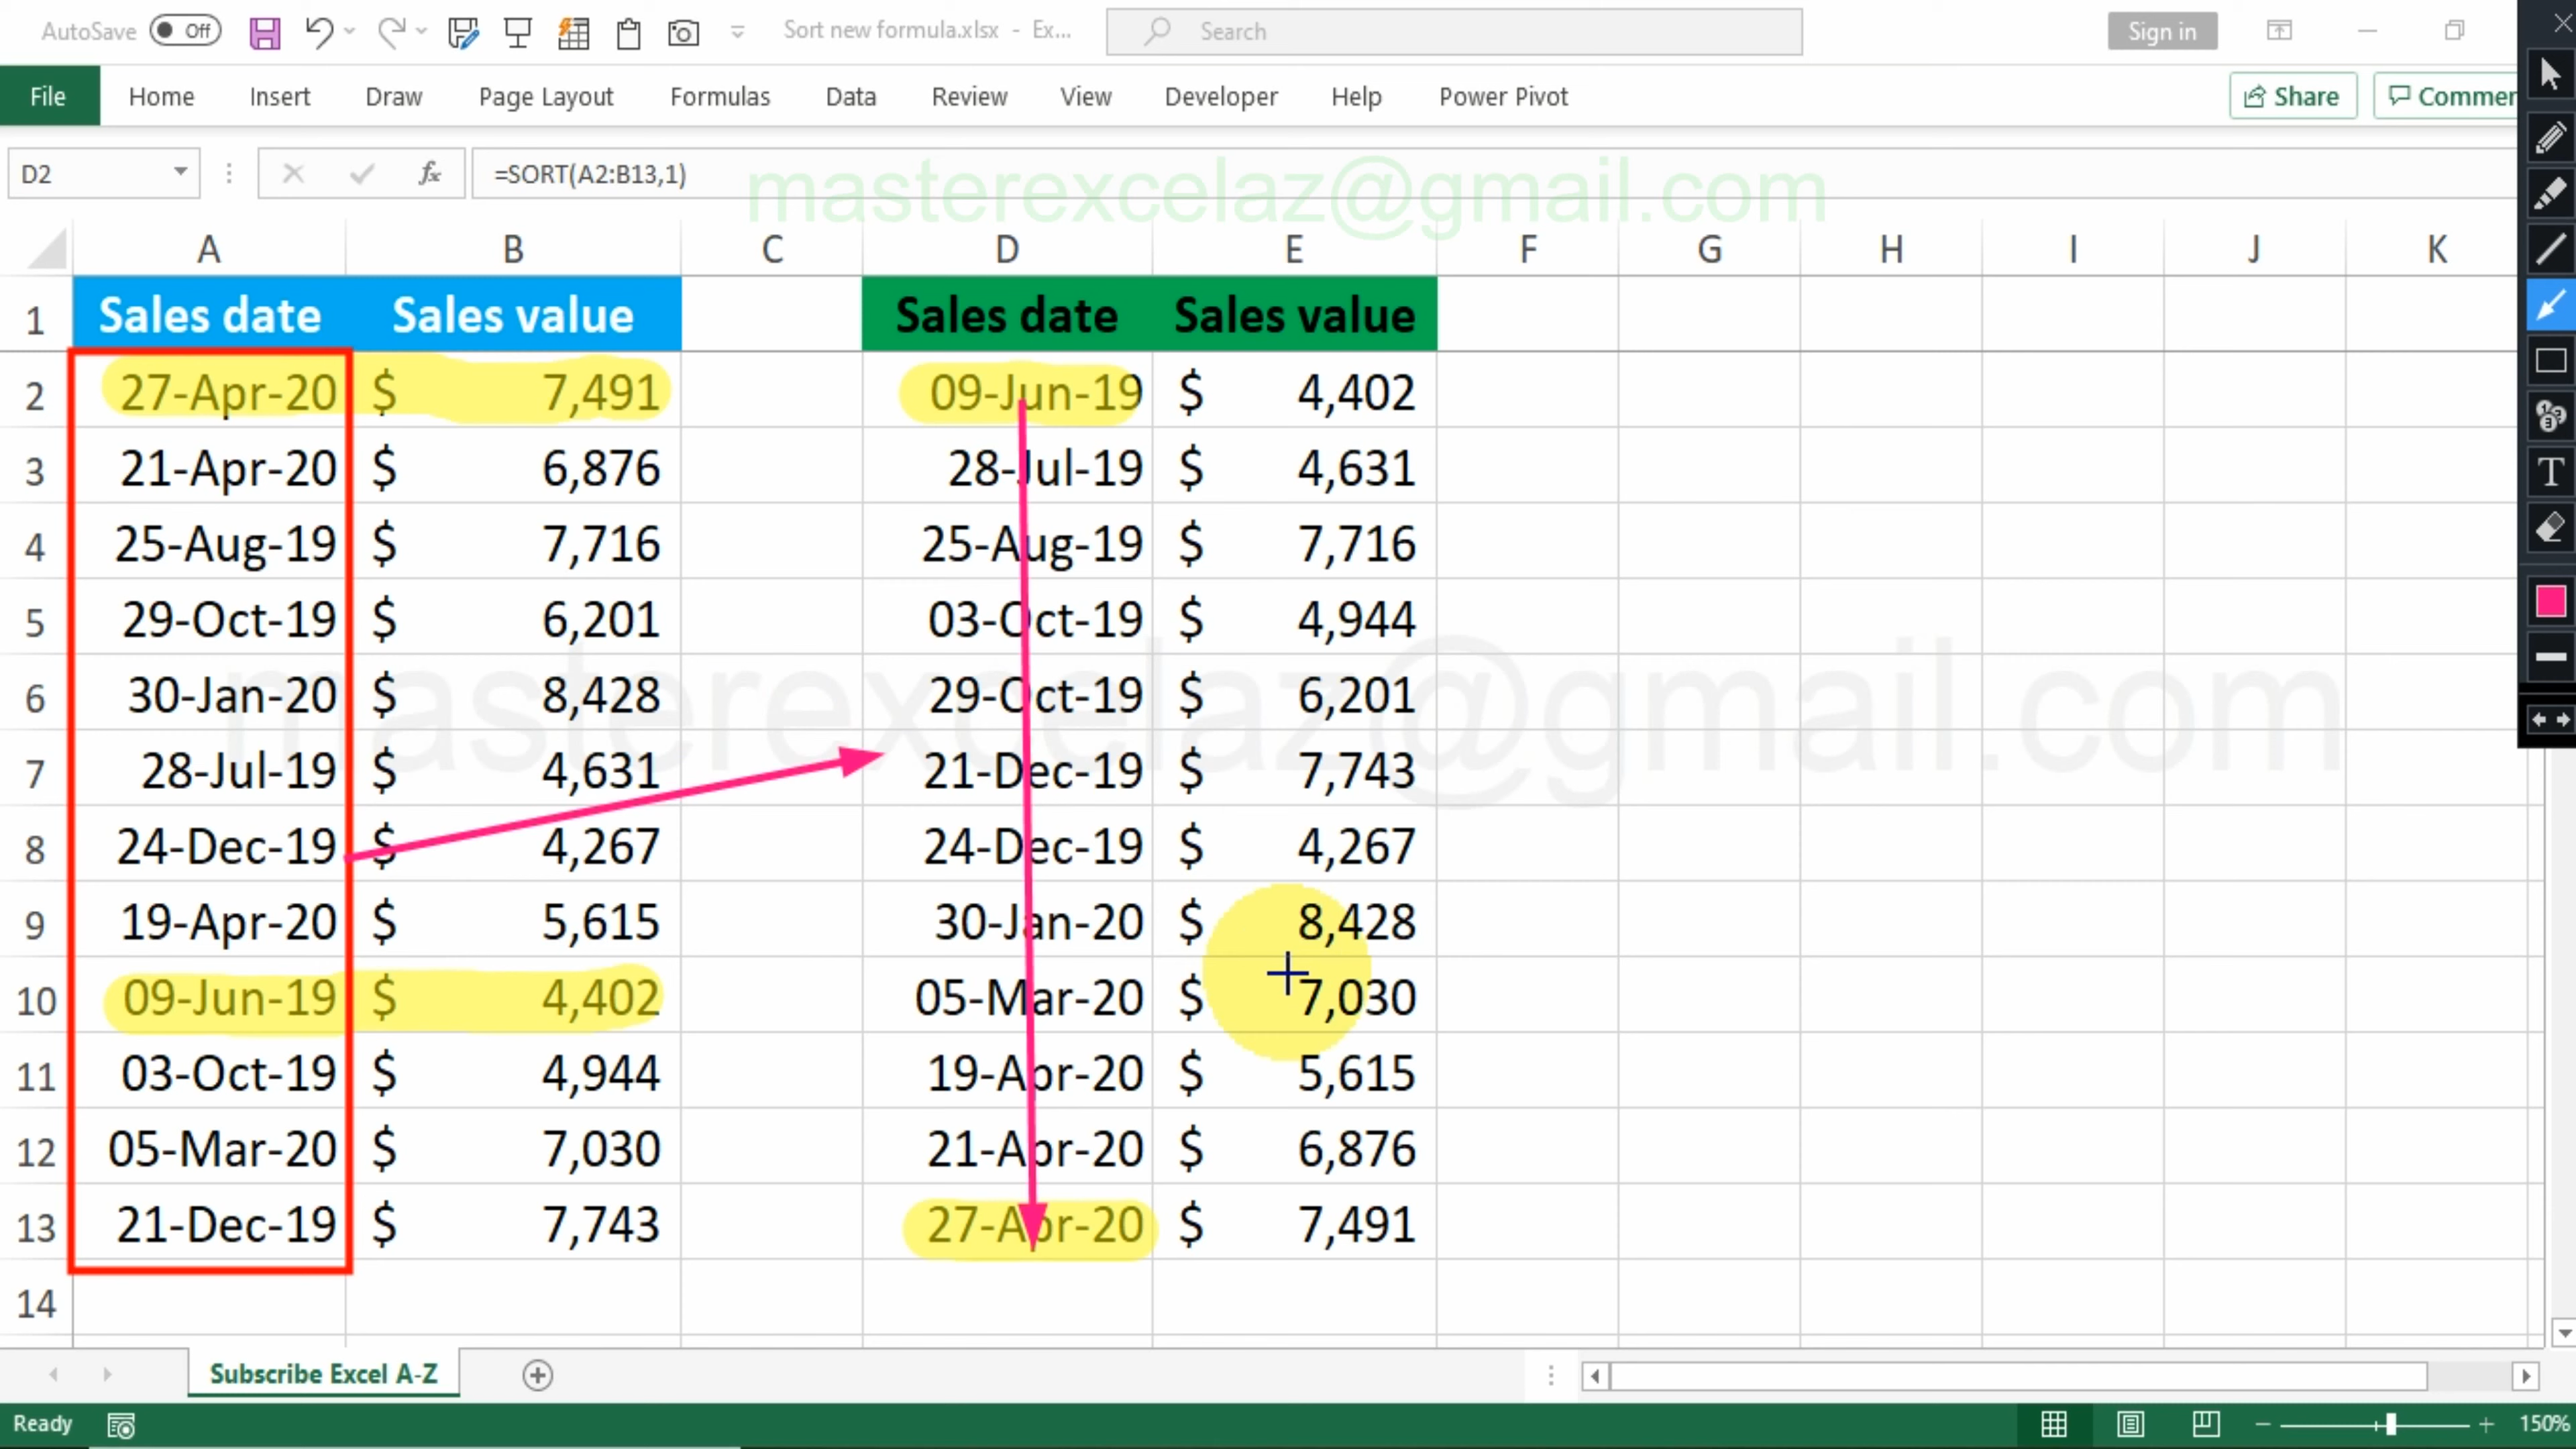 AutoSave Off Sort new formula.xlsx - Ex... Search Sign in
File Home Insert Draw Page Layout Formulas Data Review View Developer Help Power Pivot Share Commer
D2 fx =SORT(A2:B13,1)
masterexcelaz@gmail.com
A B C D E F G H I J K
1 Sales date Sales value Sales date Sales value
2 27-Apr-20 $ 7,491 09-Jun-19 $ 4,402
3 21-Apr-20 $ 6,876 28-Jul-19 $ 4,631
4 25-Aug-19 $ 7,716 25-Aug-19 $ 7,716
5 29-Oct-19 $ 6,201 03-Oct-19 $ 4,944
6 30-Jan-20 $ 8,428 29-Oct-19 $ 6,201
masterexcelaz@gmail.com
7 28-Jul-19 $ 4,631 21-Dec-19 $ 7,743
8 24-Dec-19 $ 4,267 24-Dec-19 $ 4,267
9 19-Apr-20 $ 5,615 30-Jan-20 $ 8,428
10 09-Jun-19 $ 4,402 05-Mar-20 $ 7,030
11 03-Oct-19 $ 4,944 19-Apr-20 $ 5,615
12 05-Mar-20 $ 7,030 21-Apr-20 $ 6,876
13 21-Dec-19 $ 7,743 27-Apr-20 $ 7,491
14
Subscribe Excel A-Z
Ready 150%